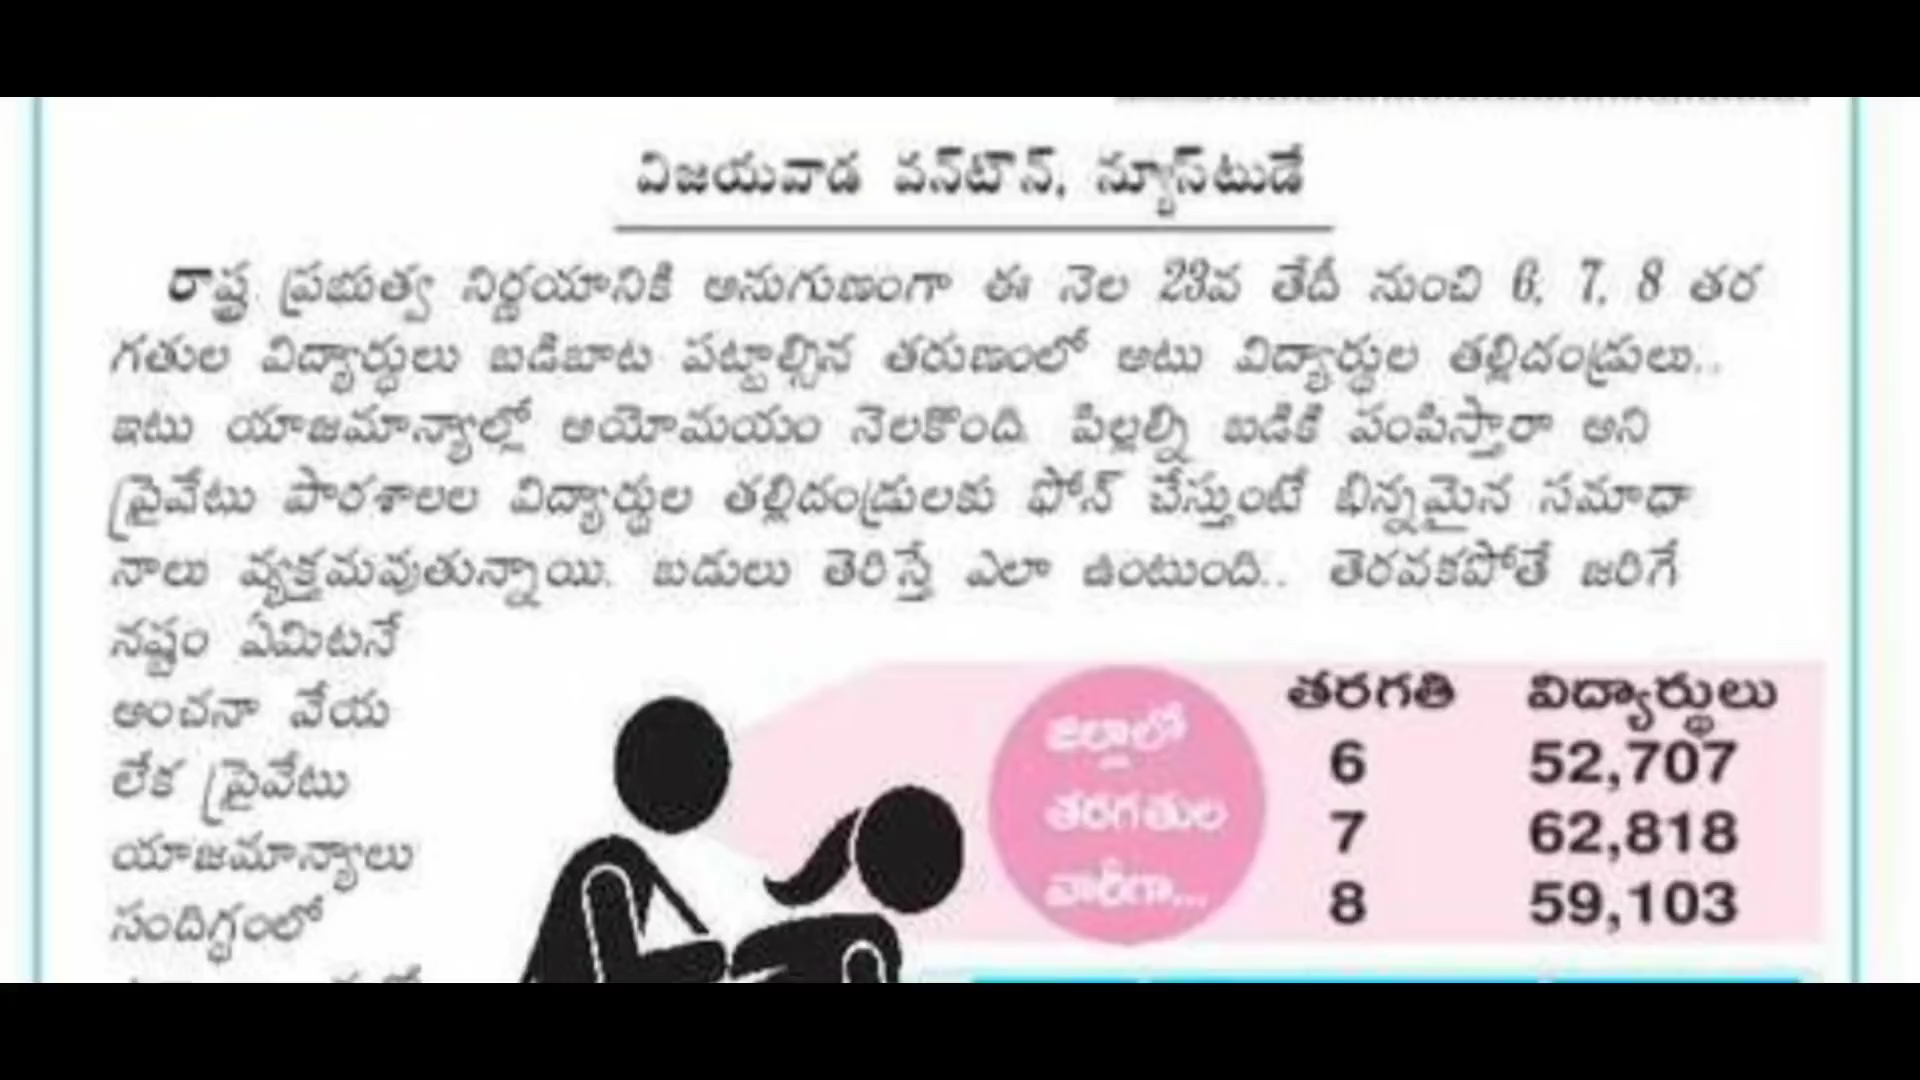 విజయవాడ వన్‌టౌన్, న్యూస్‌టుడే
రాష్ట్ర ప్రభుత్వ నిర్ణయానికి అనుగుణంగా ఈ నెల 23వ తేదీ నుంచి 6, 7, 8 తర
గతుల విద్యార్థులు బడిబాట పట్టాల్సిన తరుణంలో అటు విద్యార్థుల తల్లిదండ్రులు..
ఇటు యాజమాన్యాల్లో అయోమయం నెలకొంది. పిల్లల్ని బడికి పంపిస్తారా అని
ప్రైవేటు పాఠశాలల విద్యార్థుల తల్లిదండ్రులకు ఫోన్ చేస్తుంటే భిన్నమైన సమాధా
నాలు వ్యక్తమవుతున్నాయి. బడులు తెరిస్తే ఎలా ఉంటుంది.. తెరవకపోతే జరిగే
నష్టం ఏమిటనే
అంచనా వేయ
లేక ప్రైవేటు
యాజమాన్యాలు
సందిగ్ధంలో
జిల్లాలో
తరగతుల
వారీగా...
తరగతి విద్యార్థులు
6 52,707
7 62,818
8 59,103